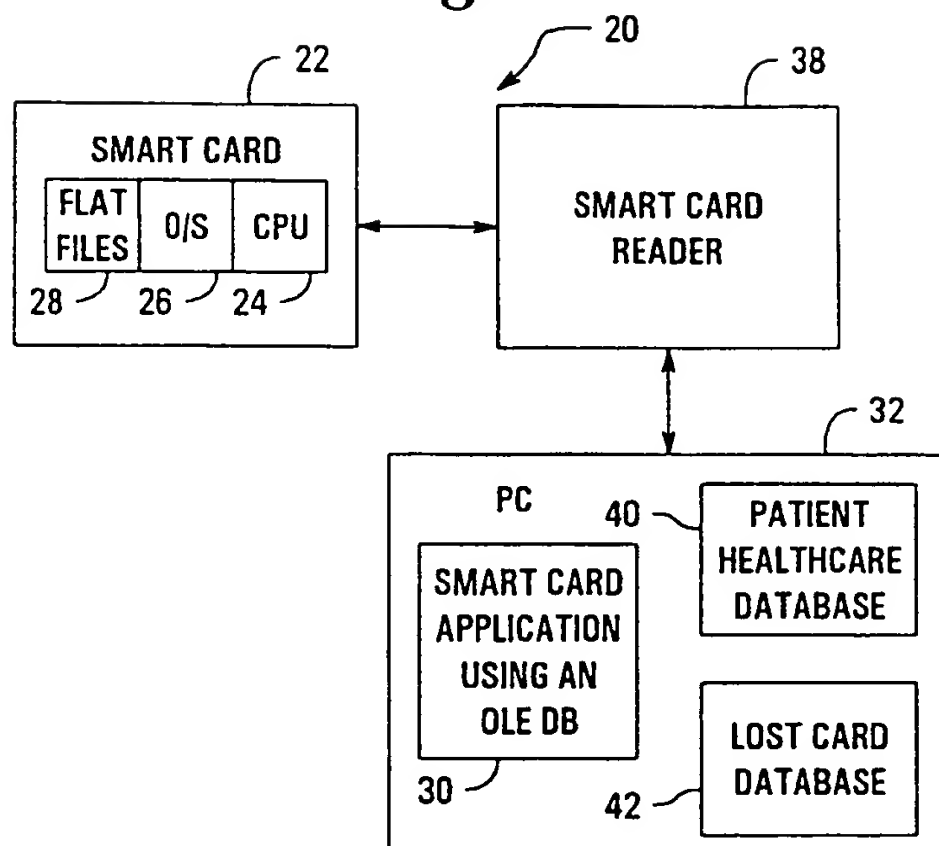 20
22
38
SMART CARD
FLAT
FILES
O/S
CPU
28
26
24
SMART CARD
READER
32
PC
40
PATIENT
HEALTHCARE
DATABASE
SMART CARD
APPLICATION
USING AN
OLE DB
30
LOST CARD
DATABASE
42